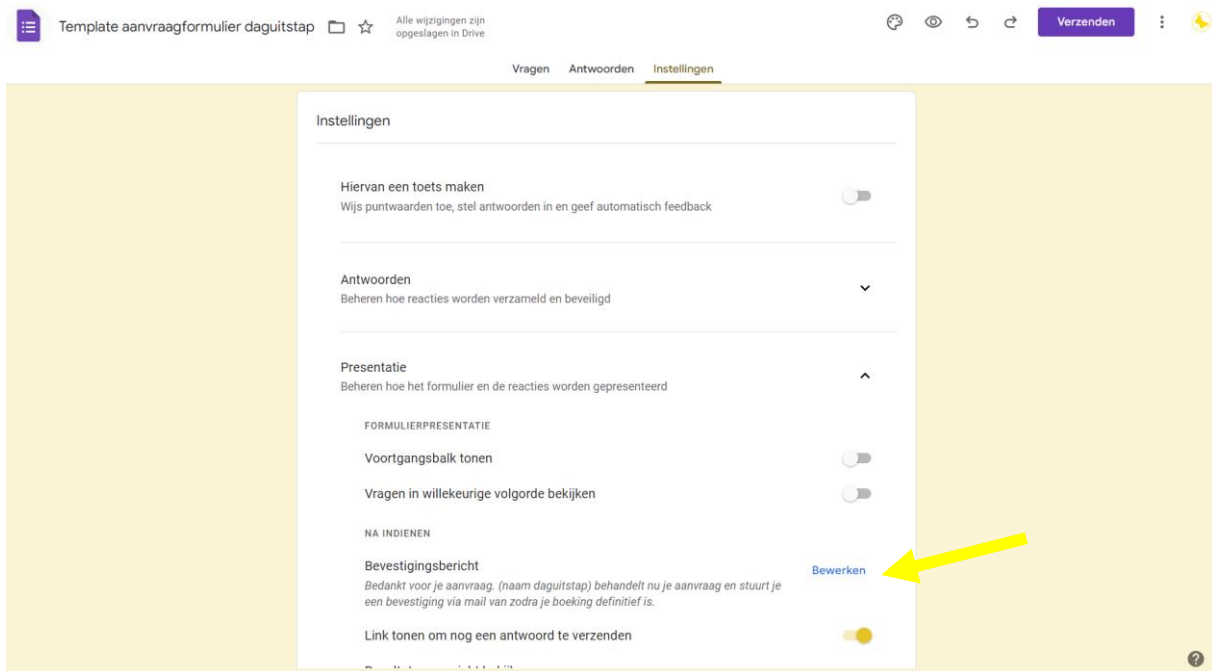 Template aanvraagformulier daguitstap
Alle wijzigingen zijn
opgeslagen in Drive
Verzenden
Vragen Antwoorden Instellingen
Instellingen
Hiervan een toets maken
Wijs puntwaarden toe, stel antwoorden in en geef automatisch feedback
Antwoorden
Beheren hoe reacties worden verzameld en beveiligd
Presentatie
Beheren hoe het formulier en de reacties worden gepresenteerd
FORMULIERPRESENTATIE
Voortgangsbalk tonen
Vragen in willekeurige volgorde bekijken
NA INDIENEN
Bevestigingsbericht
Bewerken
Bedankt voor je aanvraag. (naam daguitstap) behandelt nu je aanvraag en stuurt je
een bevestiging via mail van zodra je boeking definitief is.
Link tonen om nog een antwoord te verzenden